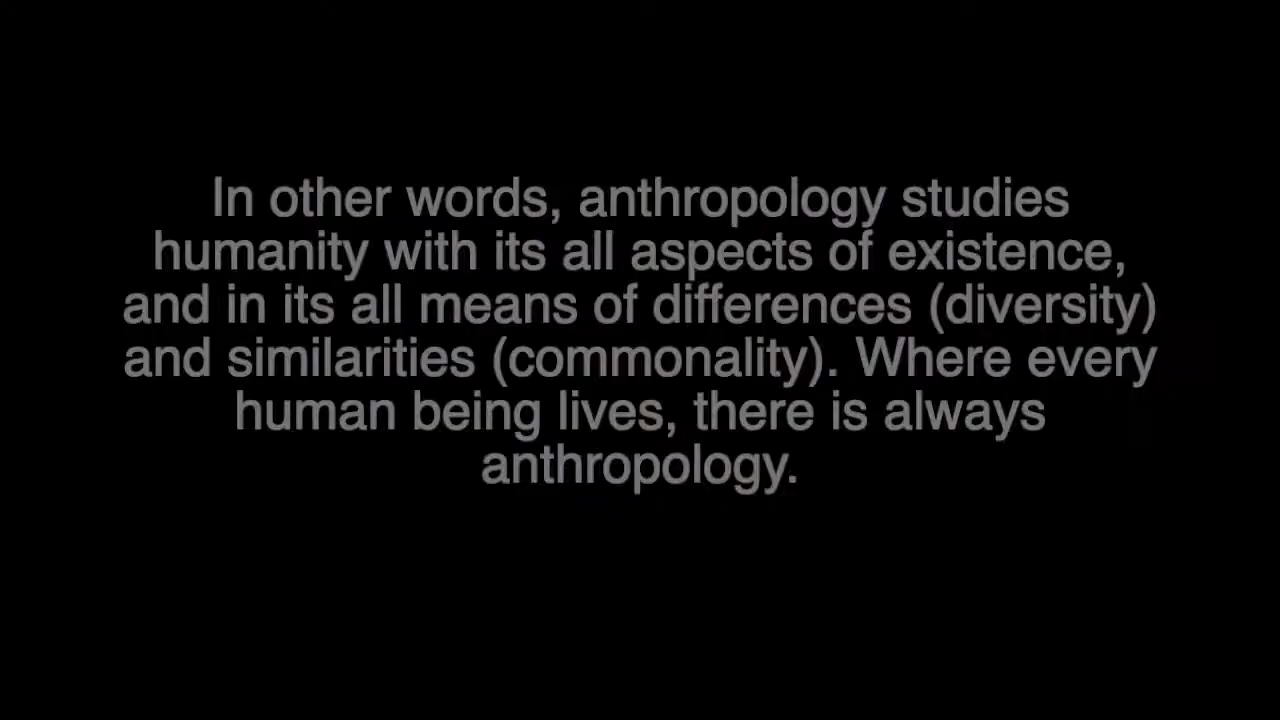 In other words, anthropology studies
humanity with its all aspects of existence,
and in its all means of differences (diversity)
and similarities (commonality). Where every
human being lives, there is always
anthropology.